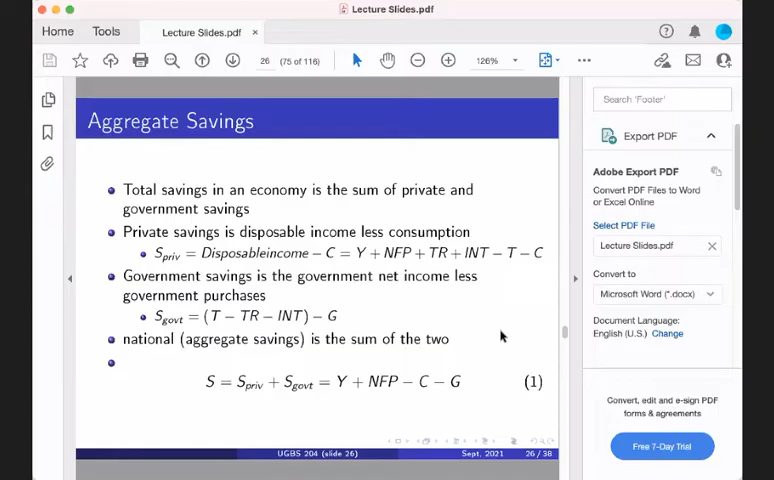 Lecture Slides.pdf
Home Tools Lecture Slides.pdf ×
26 (75 of 116) 126%
Aggregate Savings
Total savings in an economy is the sum of private and
government savings
Private savings is disposable income less consumption
S_priv = Disposableincome − C = Y + NFP + TR + INT − T − C
Government savings is the government net income less
government purchases
S_govt = (T − TR − INT) − G
national (aggregate savings) is the sum of the two
S = S_priv + S_govt = Y + NFP − C − G (1)
UGBS 204 (slide 26) Sept, 2021 26 / 38
Search 'Footer'
Export PDF
Adobe Export PDF
Convert PDF Files to Word
or Excel Online
Select PDF File
Lecture Slides.pdf
Convert to
Microsoft Word (*.docx)
Document Language:
English (U.S.) Change
Convert, edit and e-sign PDF
forms & agreements
Free 7-Day Trial